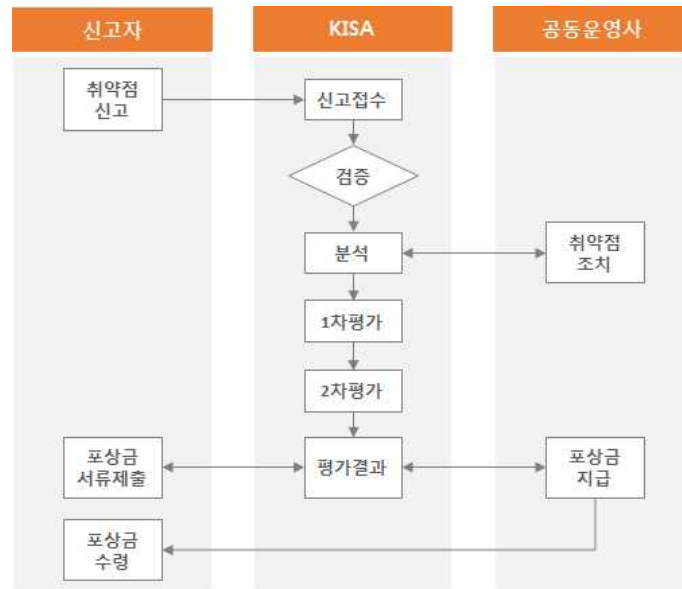 신고자
KISA
공동운영사
취약점
신고
신고접수
검증
분석
취약점
조치
1차평가
2차평가
포상금
서류제출
평가결과
포상금
지급
포상금
수령